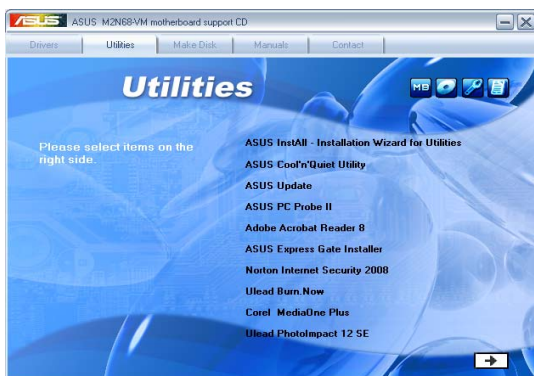 ASUS M2N68-VM motherboard support CD
Drivers Utilities Make Disk Manuals Contact
Utilities
MB
Please select items on the
right side.
ASUS InstAll - Installation Wizard for Utilities
ASUS Cool'n'Quiet Utility
ASUS Update
ASUS PC Probe II
Adobe Acrobat Reader 8
ASUS Express Gate Installer
Norton Internet Security 2008
Ulead Burn.Now
Corel MediaOne Plus
Ulead PhotoImpact 12 SE